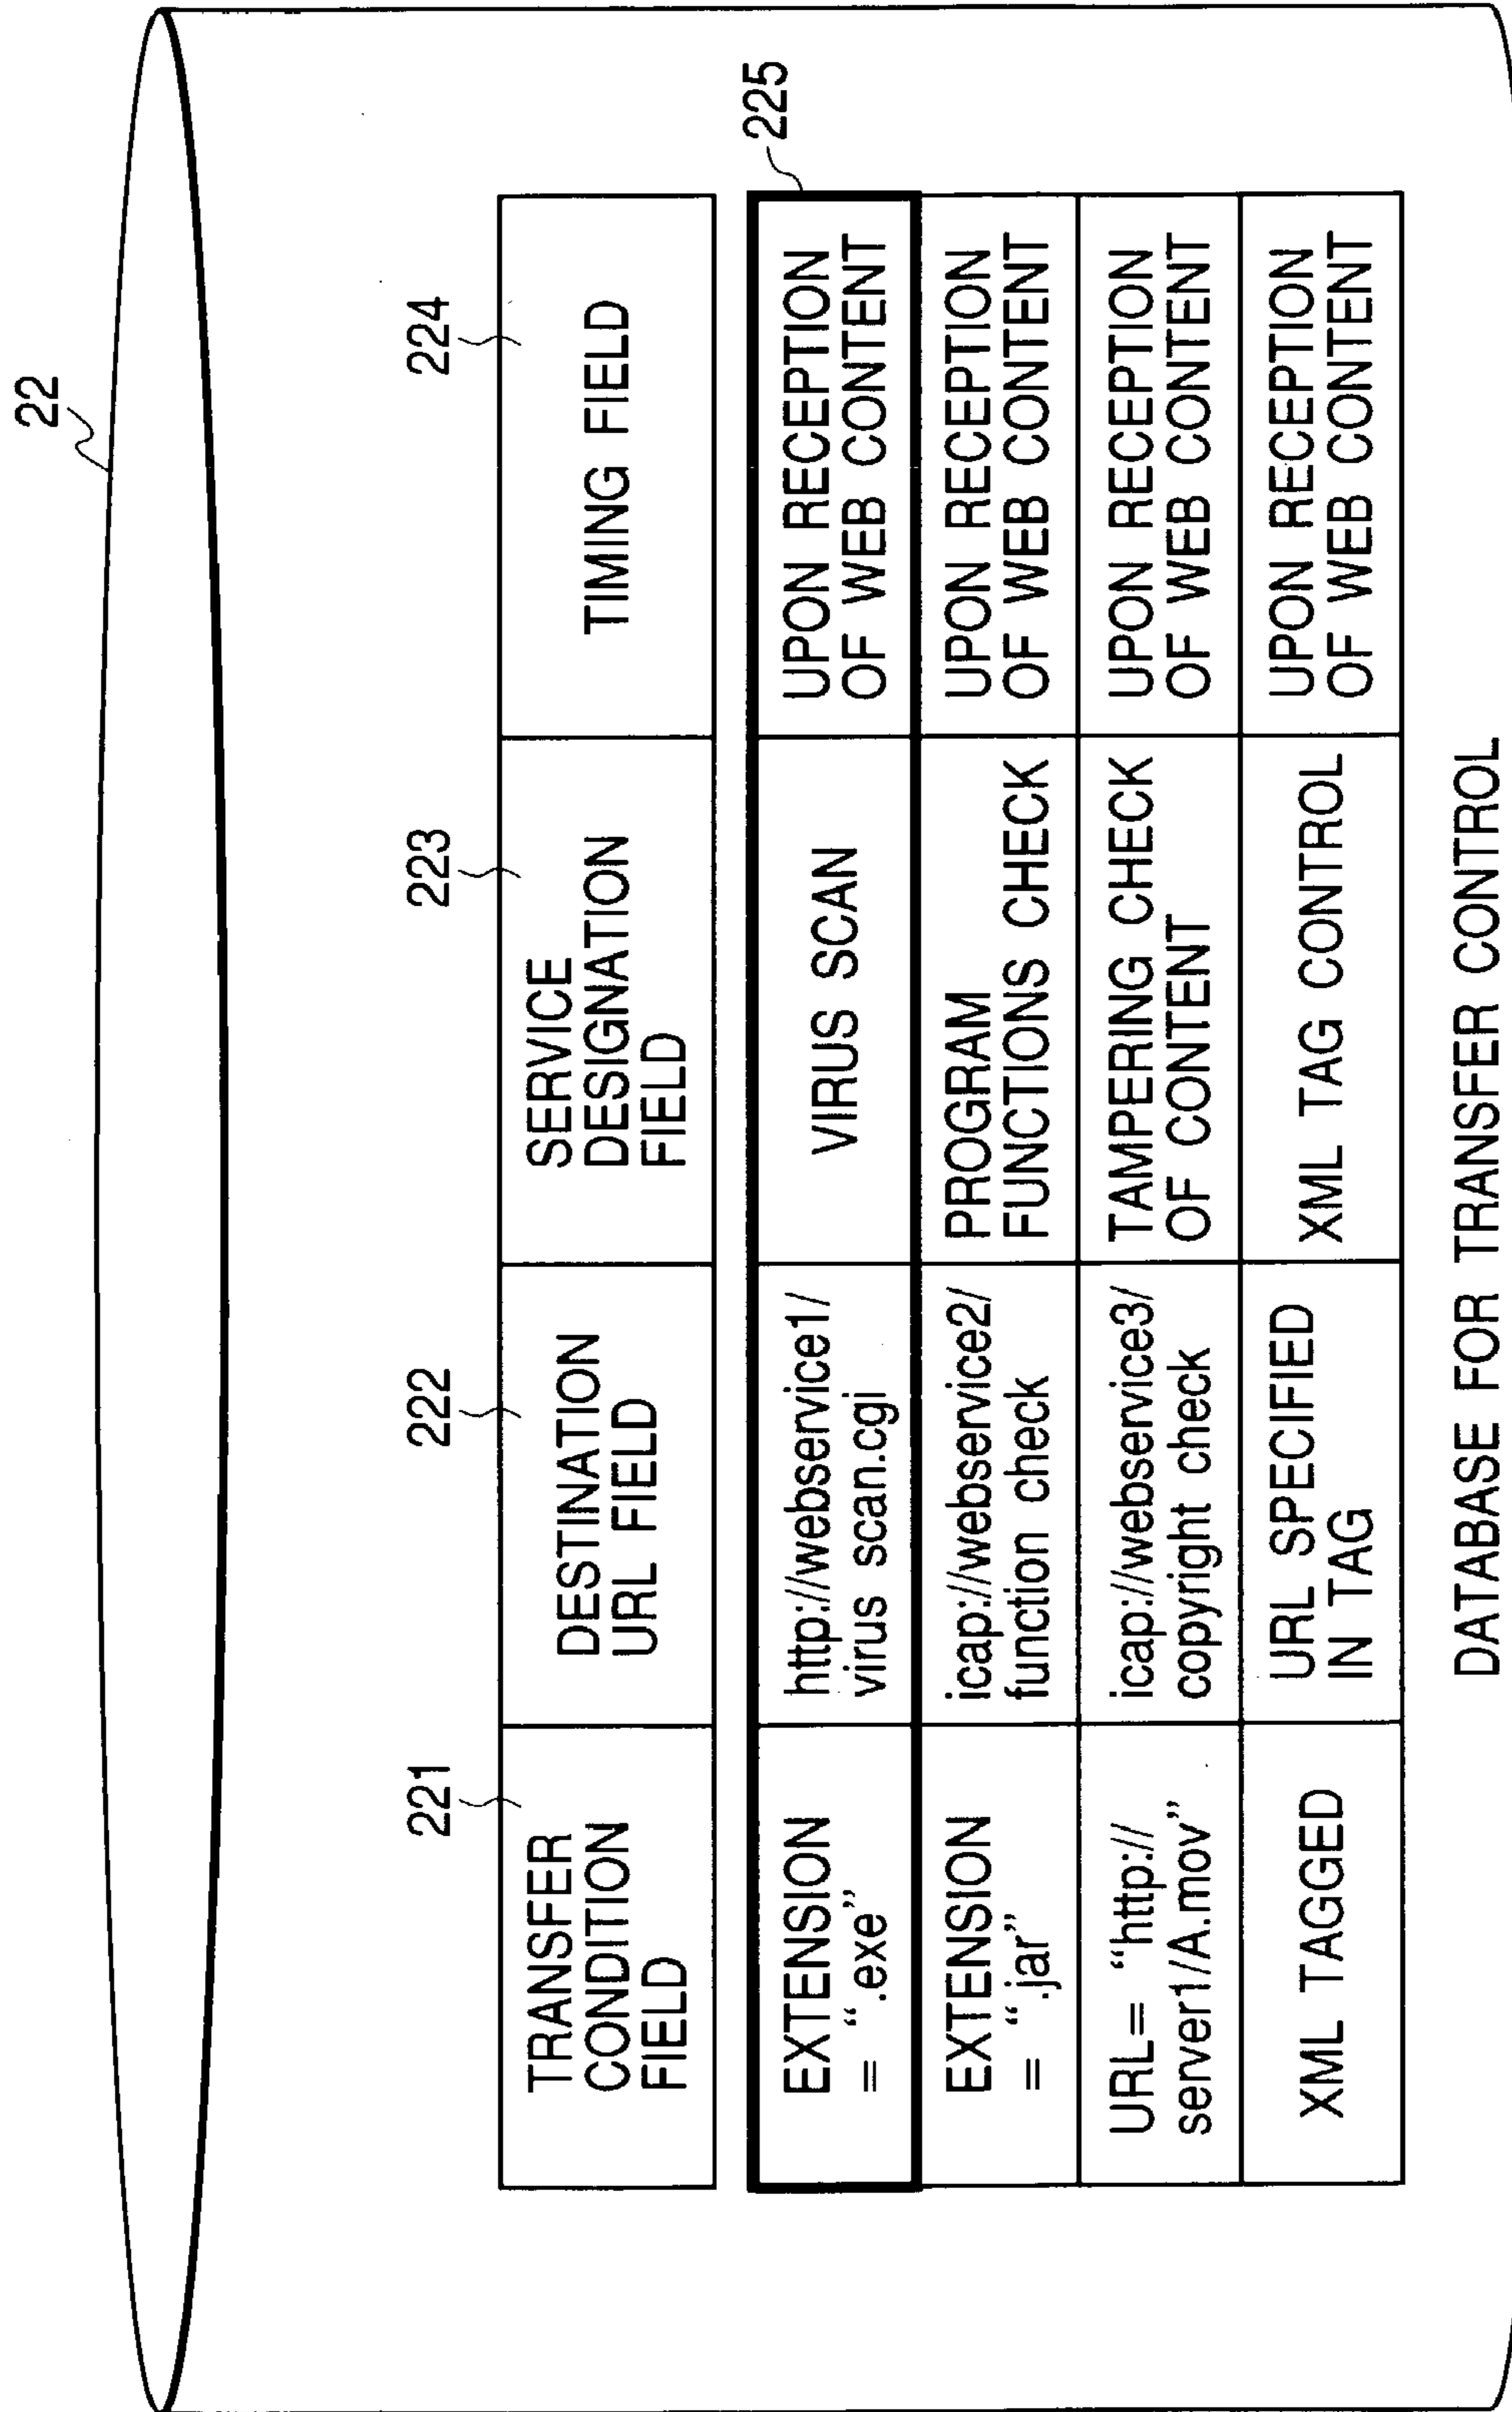 22
221
222
223
224
TRANSFER
CONDITION
FIELD
DESTINATION
URL FIELD
SERVICE
DESIGNATION
FIELD
TIMING FIELD
225
EXTENSION
= “.exe”
http://webservice1/
virus scan.cgi
VIRUS SCAN
UPON RECEPTION
OF WEB CONTENT
EXTENSION
= “.jar”
icap://webservice2/
function check
PROGRAM
FUNCTIONS CHECK
UPON RECEPTION
OF WEB CONTENT
URL= “http://
server1/A.mov”
icap://webservice3/
copyright check
TAMPERING CHECK
OF CONTENT
UPON RECEPTION
OF WEB CONTENT
XML TAGGED
URL SPECIFIED
IN TAG
XML TAG CONTROL
UPON RECEPTION
OF WEB CONTENT
DATABASE FOR TRANSFER CONTROL